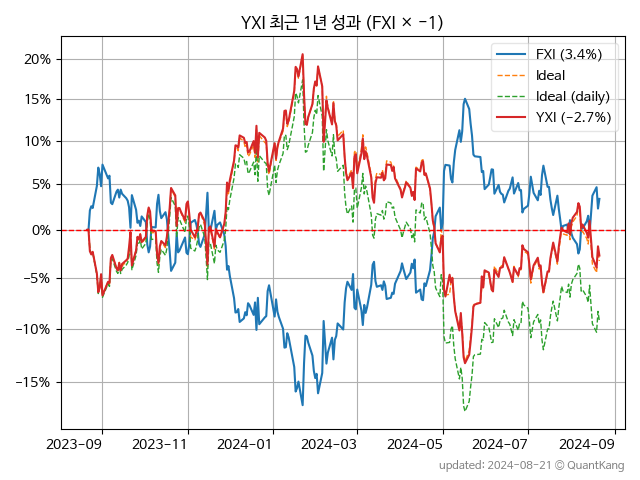 YXI 최근 1년 성과 (FXI × −1)
FXI (3.4%)
Ideal
Ideal (daily)
YXI (−2.7%)
20%
15%
10%
5%
0%
−5%
−10%
−15%
2023-09 2023-11 2024-01 2024-03 2024-05 2024-07 2024-09
updated: 2024-08-21 @ QuantKang